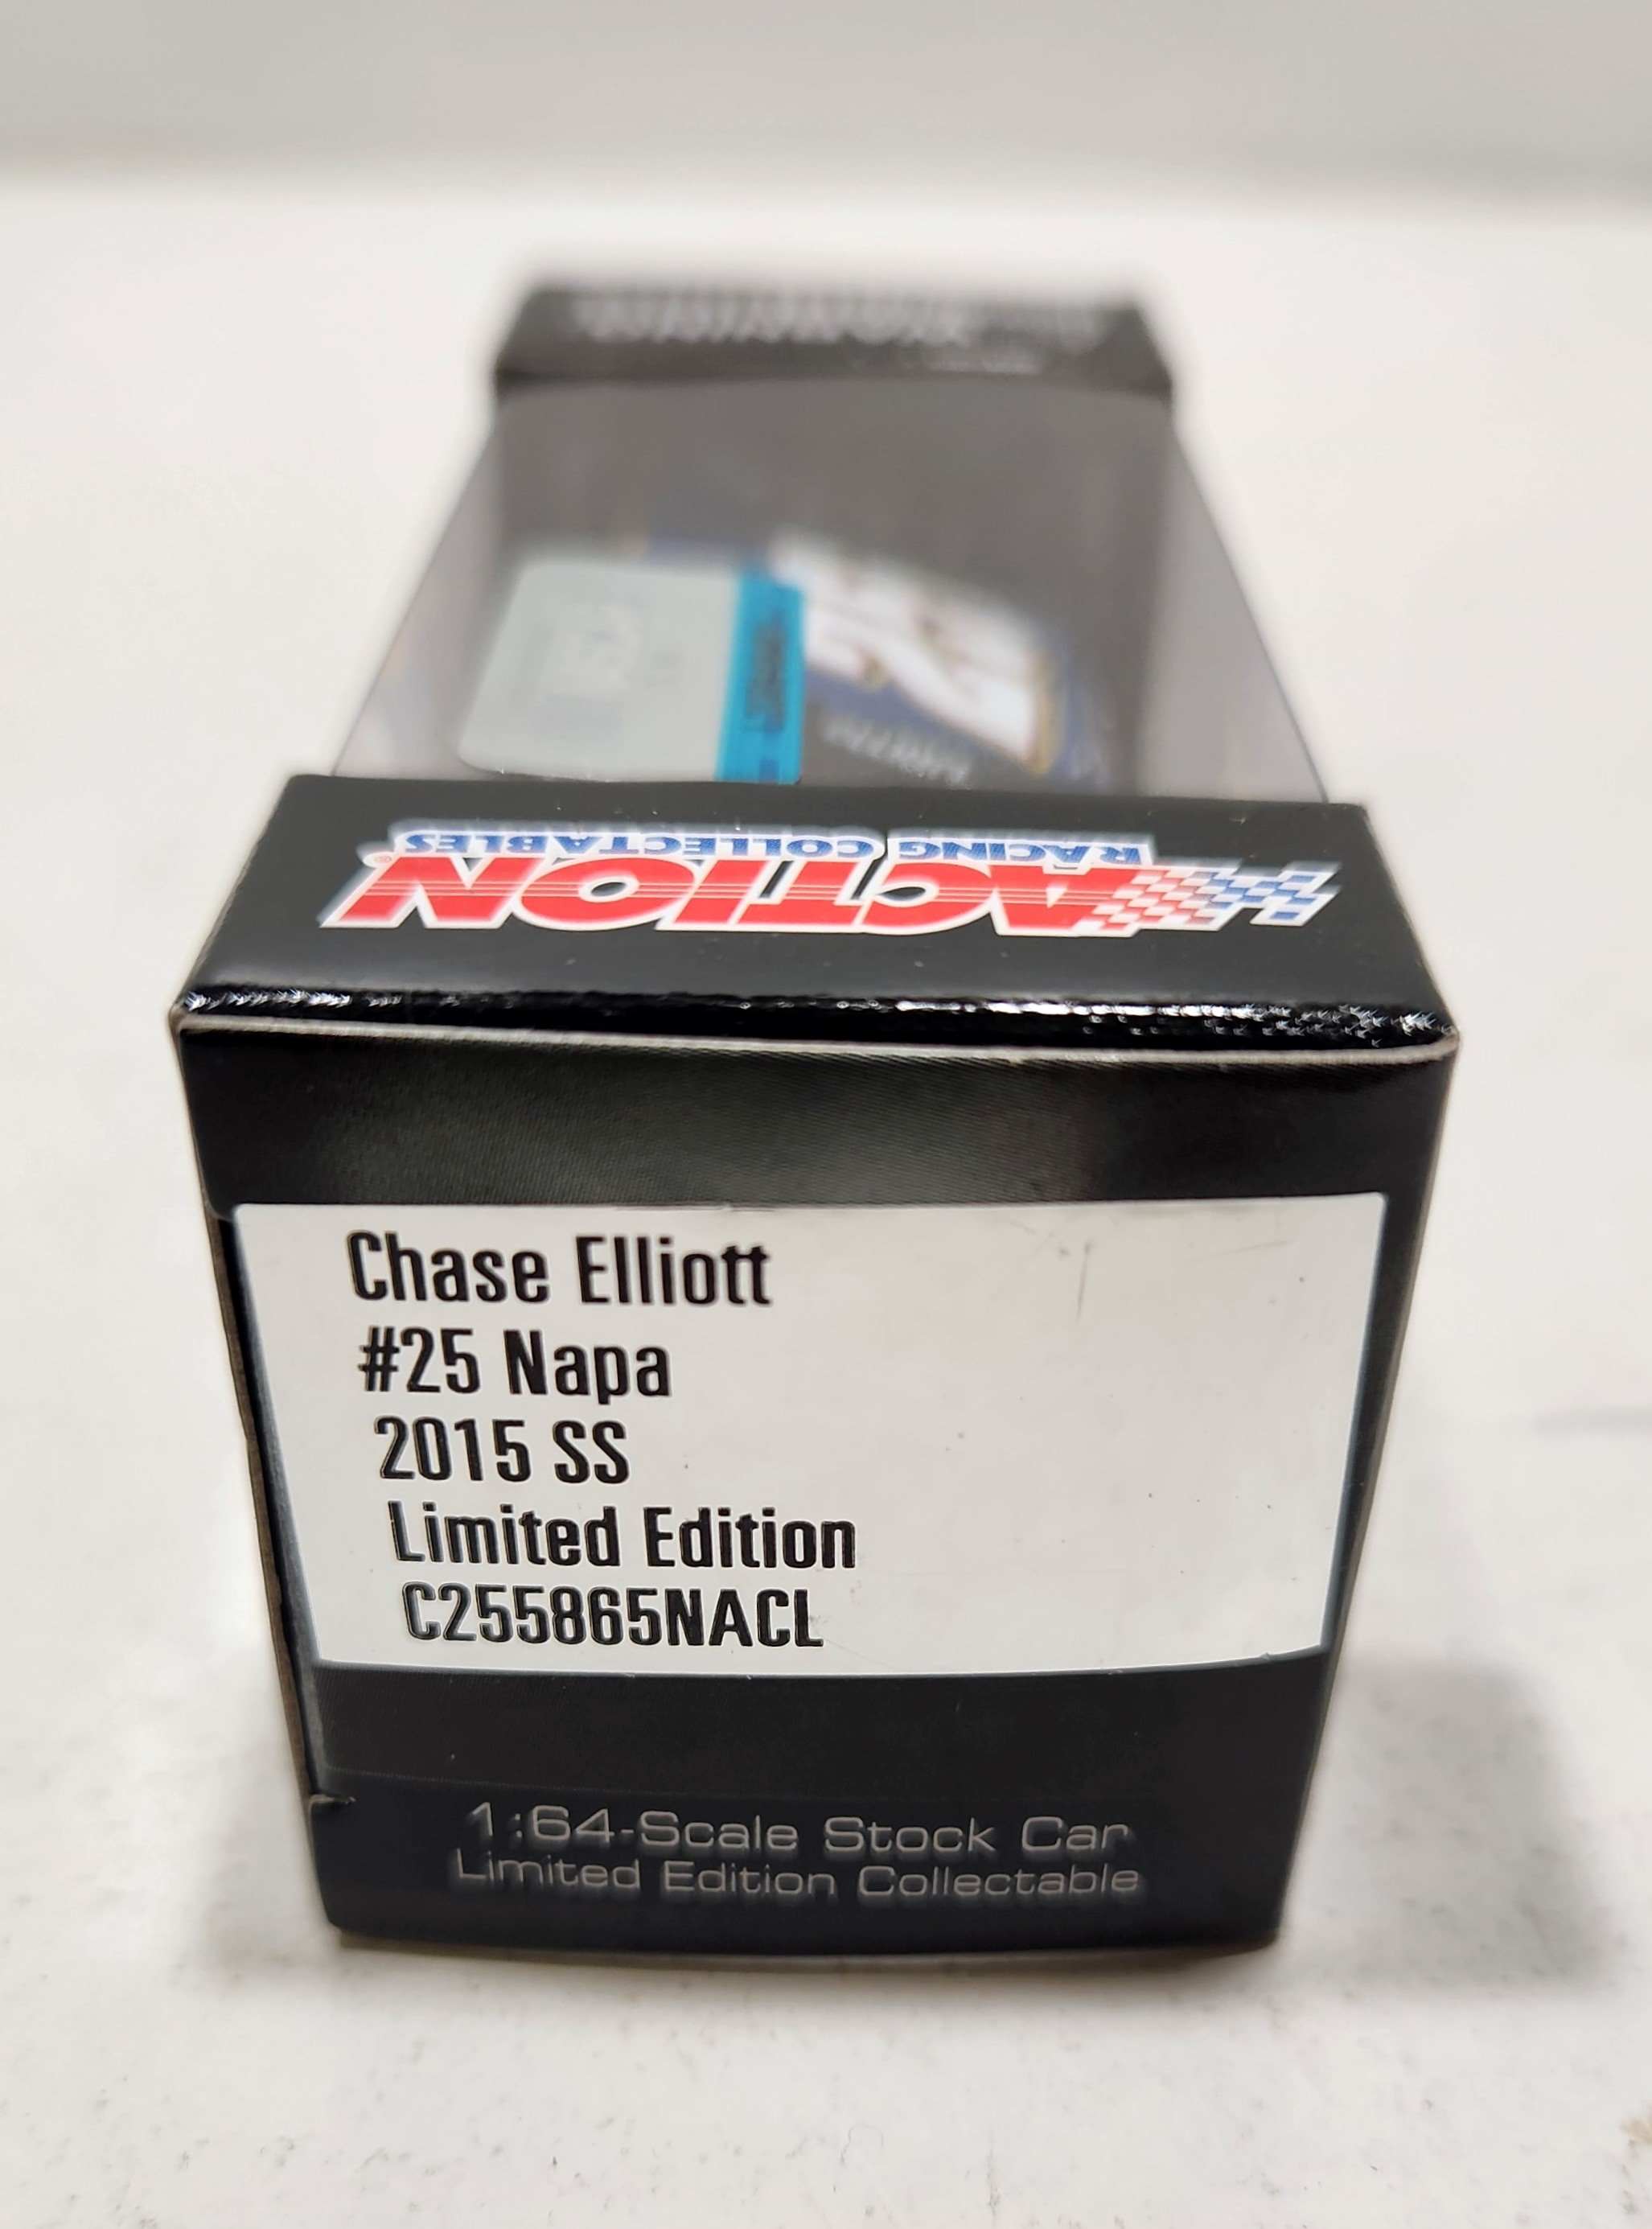 WARNING
ACTION
RACING COLLECTABLES
Chase Elliott
#25 Napa
2015 SS
Limited Edition
C255865NACL
1:64-Scale Stock Car
Limited Edition Collectable